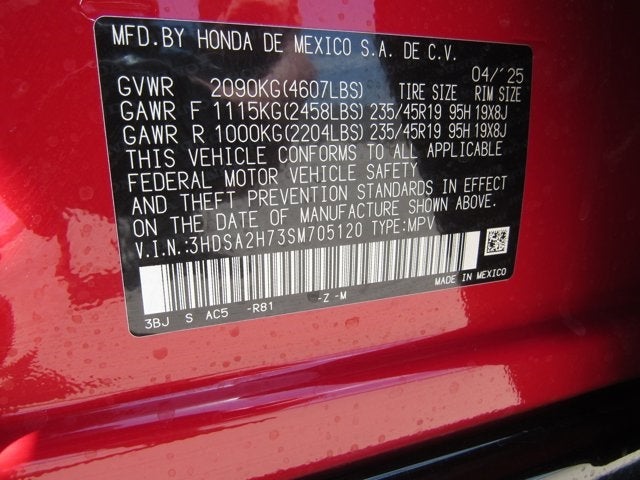 MFD.BY HONDA DE MEXICO S.A. DE C.V.
04/'25
GVWR 2090KG(4607LBS) TIRE SIZE RIM SIZE
GAWR F 1115KG(2458LBS) 235/45R19 95H 19X8J
GAWR R 1000KG(2204LBS) 235/45R19 95H 19X8J
THIS VEHICLE CONFORMS TO ALL APPLICABLE
FEDERAL MOTOR VEHICLE SAFETY
AND THEFT PREVENTION STANDARDS IN EFFECT
ON THE DATE OF MANUFACTURE SHOWN ABOVE.
V.I.N.:3HDSA2H73SM705120 TYPE:MPV
MADE IN MEXICO
3BJ S AC5 -R81 -Z -M